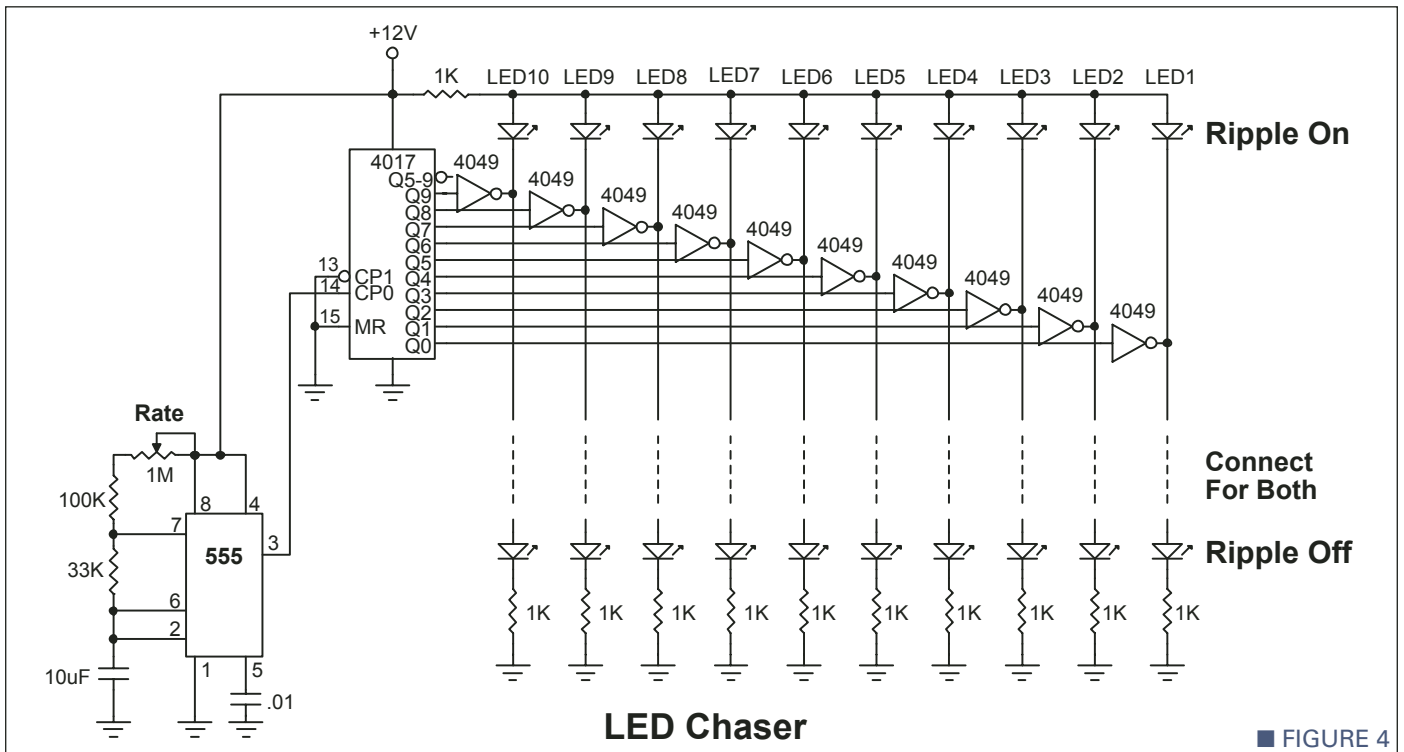 +12V
1K LED10 LED9 LED8 LED7 LED6 LED5 LED4 LED3 LED2 LED1
Ripple On
4017
4049
4049
4049
4049
4049
4049
4049
4049
4049
4049
Q5-9
Q9
Q8
Q7
Q6
Q5
Q4
Q3
Q2
Q1
Q0
13 CP1
14 CP0
15 MR
Rate
1M
100K
8 4
7
555
3
33K
6
2
10uF
1 5
.01
Connect
For Both
Ripple Off
1K 1K 1K 1K 1K 1K 1K 1K 1K 1K
LED Chaser
■ FIGURE 4